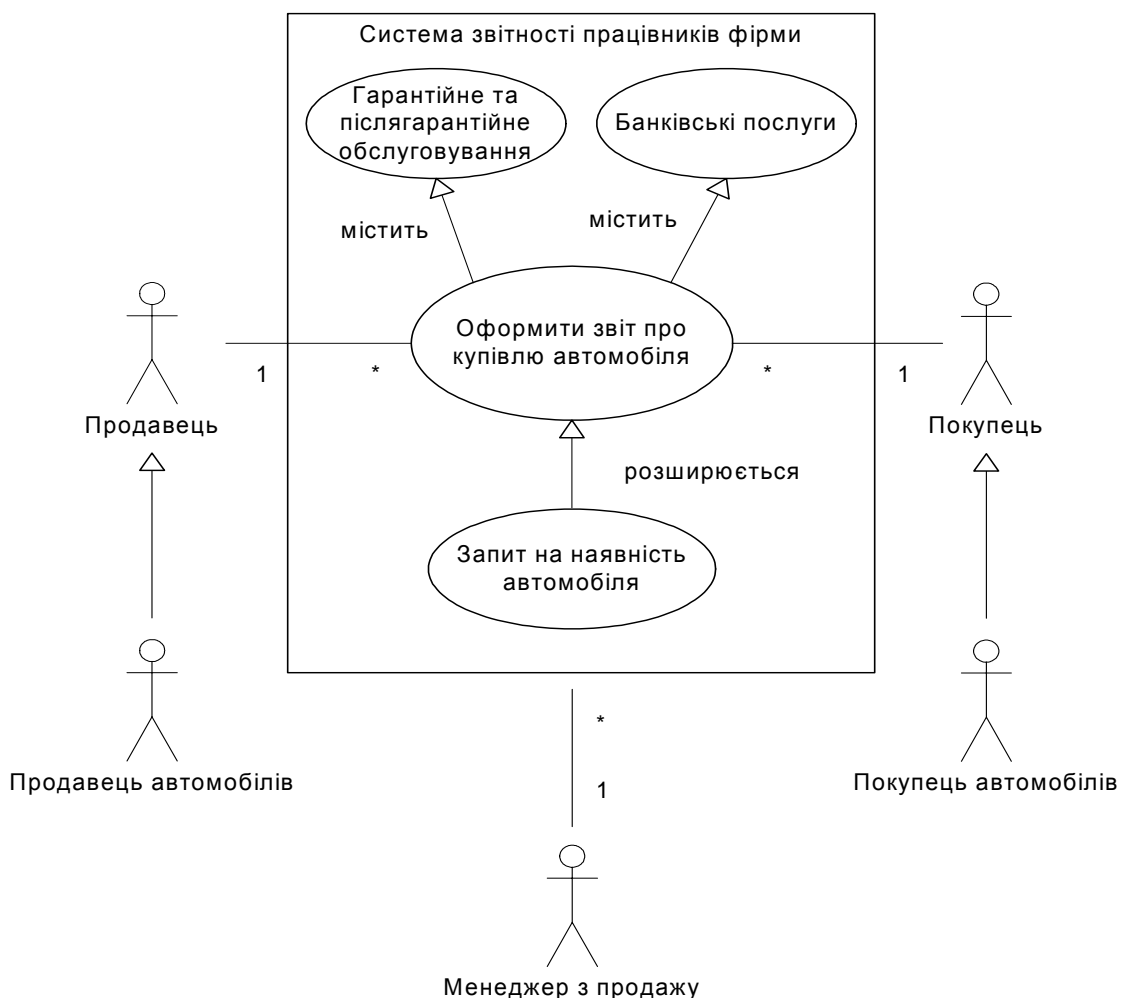 Система звітності працівників фірми
Гарантійне та
післягарантійне
обслуговування
Банківські послуги
містить
містить
Оформити звіт про
купівлю автомобіля
1
*
*
1
Продавець
Покупець
розширюється
Запит на наявність
автомобіля
*
Продавець автомобілів
1
Покупець автомобілів
Менеджер з продажу